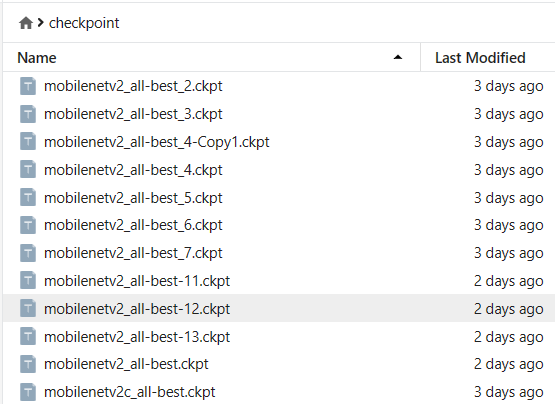 checkpoint
Name Last Modified
mobilenetv2_all-best_2.ckpt 3 days ago
mobilenetv2_all-best_3.ckpt 3 days ago
mobilenetv2_all-best_4-Copy1.ckpt 3 days ago
mobilenetv2_all-best_4.ckpt 3 days ago
mobilenetv2_all-best_5.ckpt 3 days ago
mobilenetv2_all-best_6.ckpt 3 days ago
mobilenetv2_all-best_7.ckpt 3 days ago
mobilenetv2_all-best-11.ckpt 2 days ago
mobilenetv2_all-best-12.ckpt 2 days ago
mobilenetv2_all-best-13.ckpt 2 days ago
mobilenetv2_all-best.ckpt 2 days ago
mobilenetv2c_all-best.ckpt 3 days ago